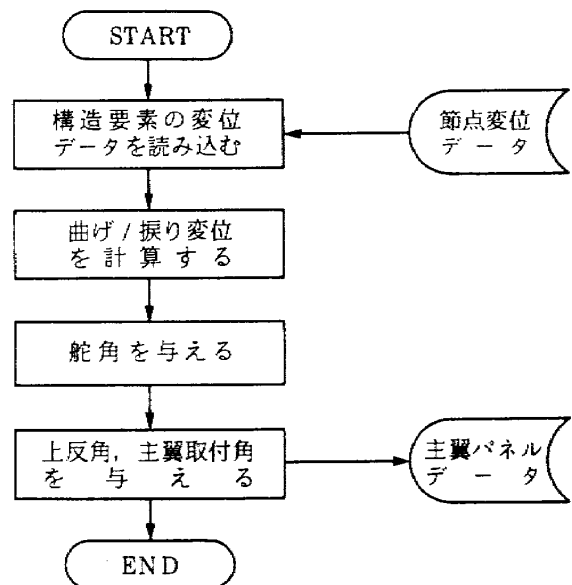 START
構造要素の変位
データを読み込む
節点変位
データ
曲げ/捩り変位
を計算する
舵角を与える
上反角，主翼取付角
を与える
主翼パネル
データ
END